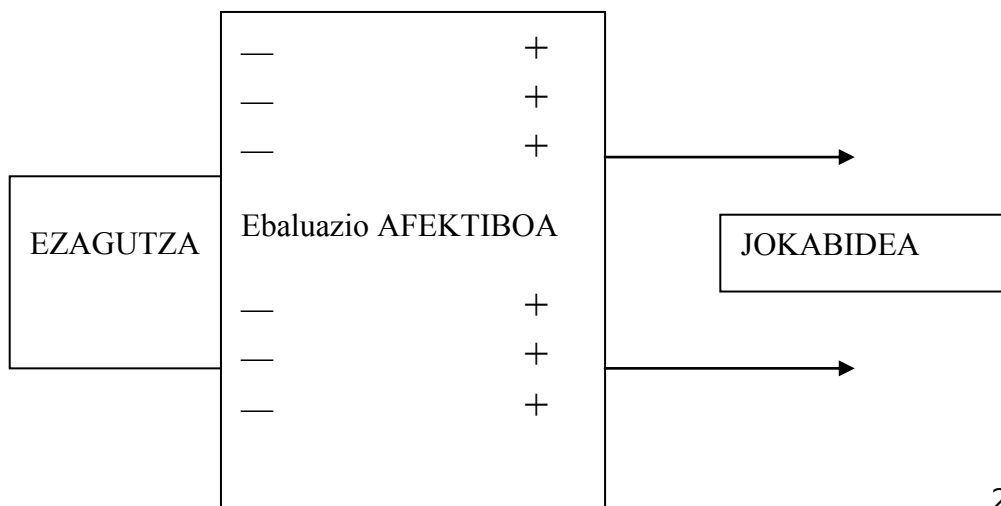 — +
— +
— +
EZAGUTZA
Ebaluazio AFEKTIBOA
JOKABIDEA
— +
— +
— +